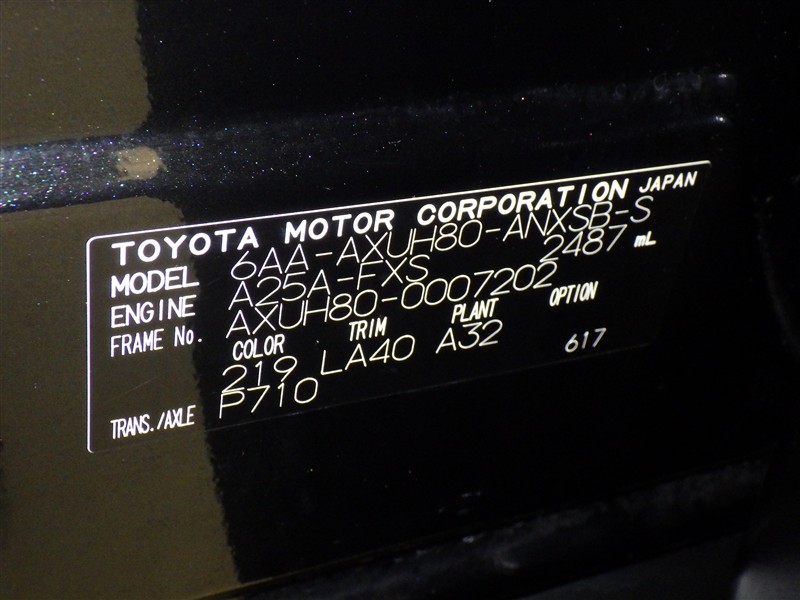 TOYOTA MOTOR CORPORATION JAPAN
MODEL 6AA-AXUH80-ANXSB-S
ENGINE A25A-FXS 2487 mL
FRAME No. AXUH80-0007202
COLOR TRIM PLANT OPTION
219 LA40 A32 617
TRANS./AXLE P710